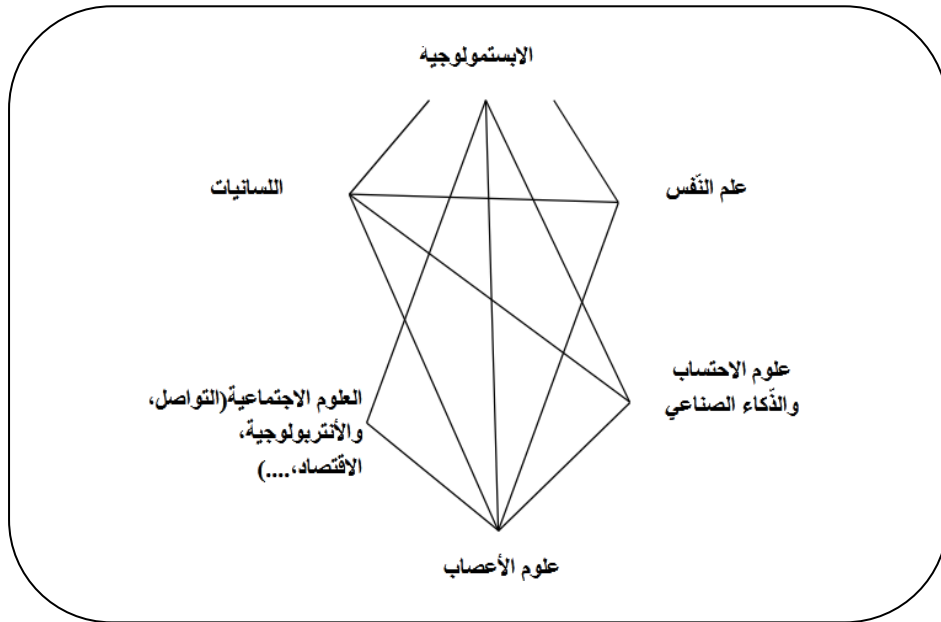 الابستمولوجية
علم النّفس
اللسانيات
علوم الاحتساب
والذّكاء الصناعي
العلوم الاجتماعية(التواصل،
والأنتربولوجية،
الاقتصاد،....)
علوم الأعصاب